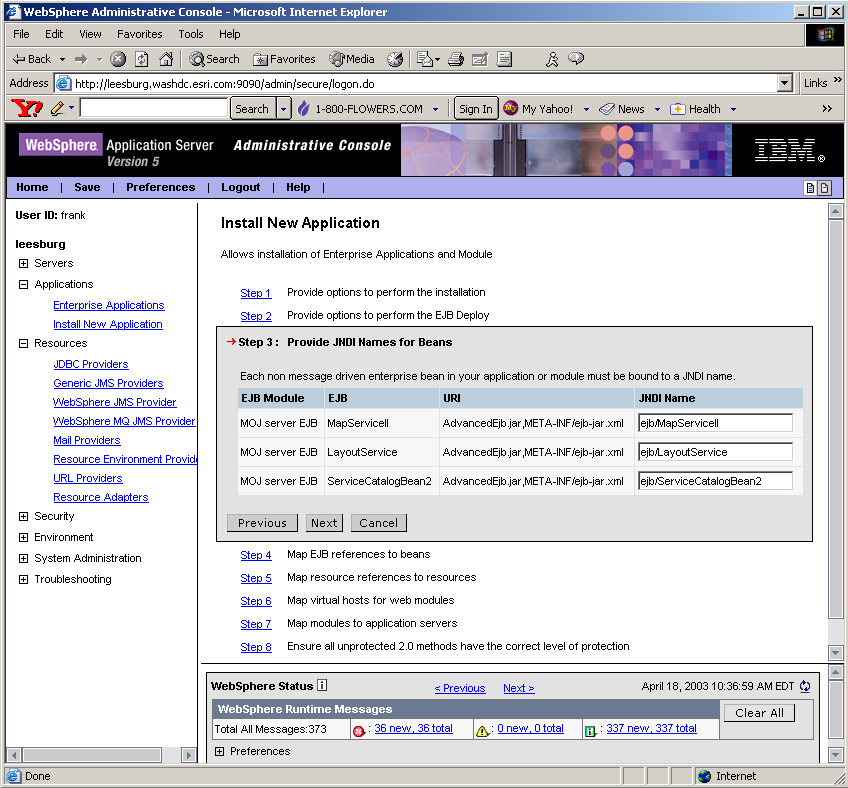 WebSphere Administrative Console - Microsoft Internet Explorer
File Edit View Favorites Tools Help
Back Search Favorites Media
Address http://leesburg.washdc.esri.com:9090/admin/secure/logon.do Links »
Y! Search 1-800-FLOWERS.COM Sign In My Yahoo! News Health »
WebSphere Application Server Administrative Console IBM®
Version 5
Home | Save | Preferences | Logout | Help |
User ID: frank
leesburg
Servers
Applications
Enterprise Applications
Install New Application
Resources
JDBC Providers
Generic JMS Providers
WebSphere JMS Provider
WebSphere MQ JMS Provider
Mail Providers
Resource Environment Provide
URL Providers
Resource Adapters
Security
Environment
System Administration
Troubleshooting
Install New Application
Allows installation of Enterprise Applications and Module
Step 1 Provide options to perform the installation
Step 2 Provide options to perform the EJB Deploy
Step 3 : Provide JNDI Names for Beans
Each non message driven enterprise bean in your application or module must be bound to a JNDI name.
EJB Module EJB URI JNDI Name
MOJ server EJB MapServiceII AdvancedEjb.jar,META-INF/ejb-jar.xml ejb/MapServiceII
MOJ server EJB LayoutService AdvancedEjb.jar,META-INF/ejb-jar.xml ejb/LayoutService
MOJ server EJB ServiceCatalogBean2 AdvancedEjb.jar,META-INF/ejb-jar.xml ejb/ServiceCatalogBean2
Previous Next Cancel
Step 4 Map EJB references to beans
Step 5 Map resource references to resources
Step 6 Map virtual hosts for web modules
Step 7 Map modules to application servers
Step 8 Ensure all unprotected 2.0 methods have the correct level of protection
WebSphere Status < Previous Next > April 18, 2003 10:36:59 AM EDT
WebSphere Runtime Messages Clear All
Total All Messages:373 : 36 new, 36 total : 0 new, 0 total : 337 new, 337 total
Preferences
Done Internet